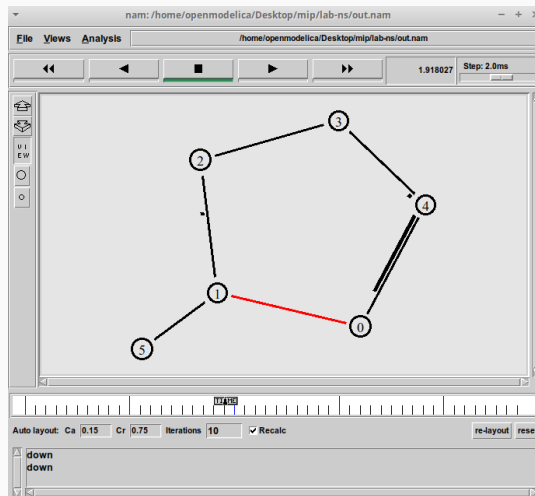 nam: /home/openmodelica/Desktop/mip/lab-ns/out.nam
File Views Analysis /home/openmodelica/Desktop/mip/lab-ns/out.nam
1.918027 Step: 2.0ms
V I
E W
3
2
4
1
0
5
Auto layout: Ca 0.15 Cr 0.75 Iterations 10 Recalc re-layout rese
down
down